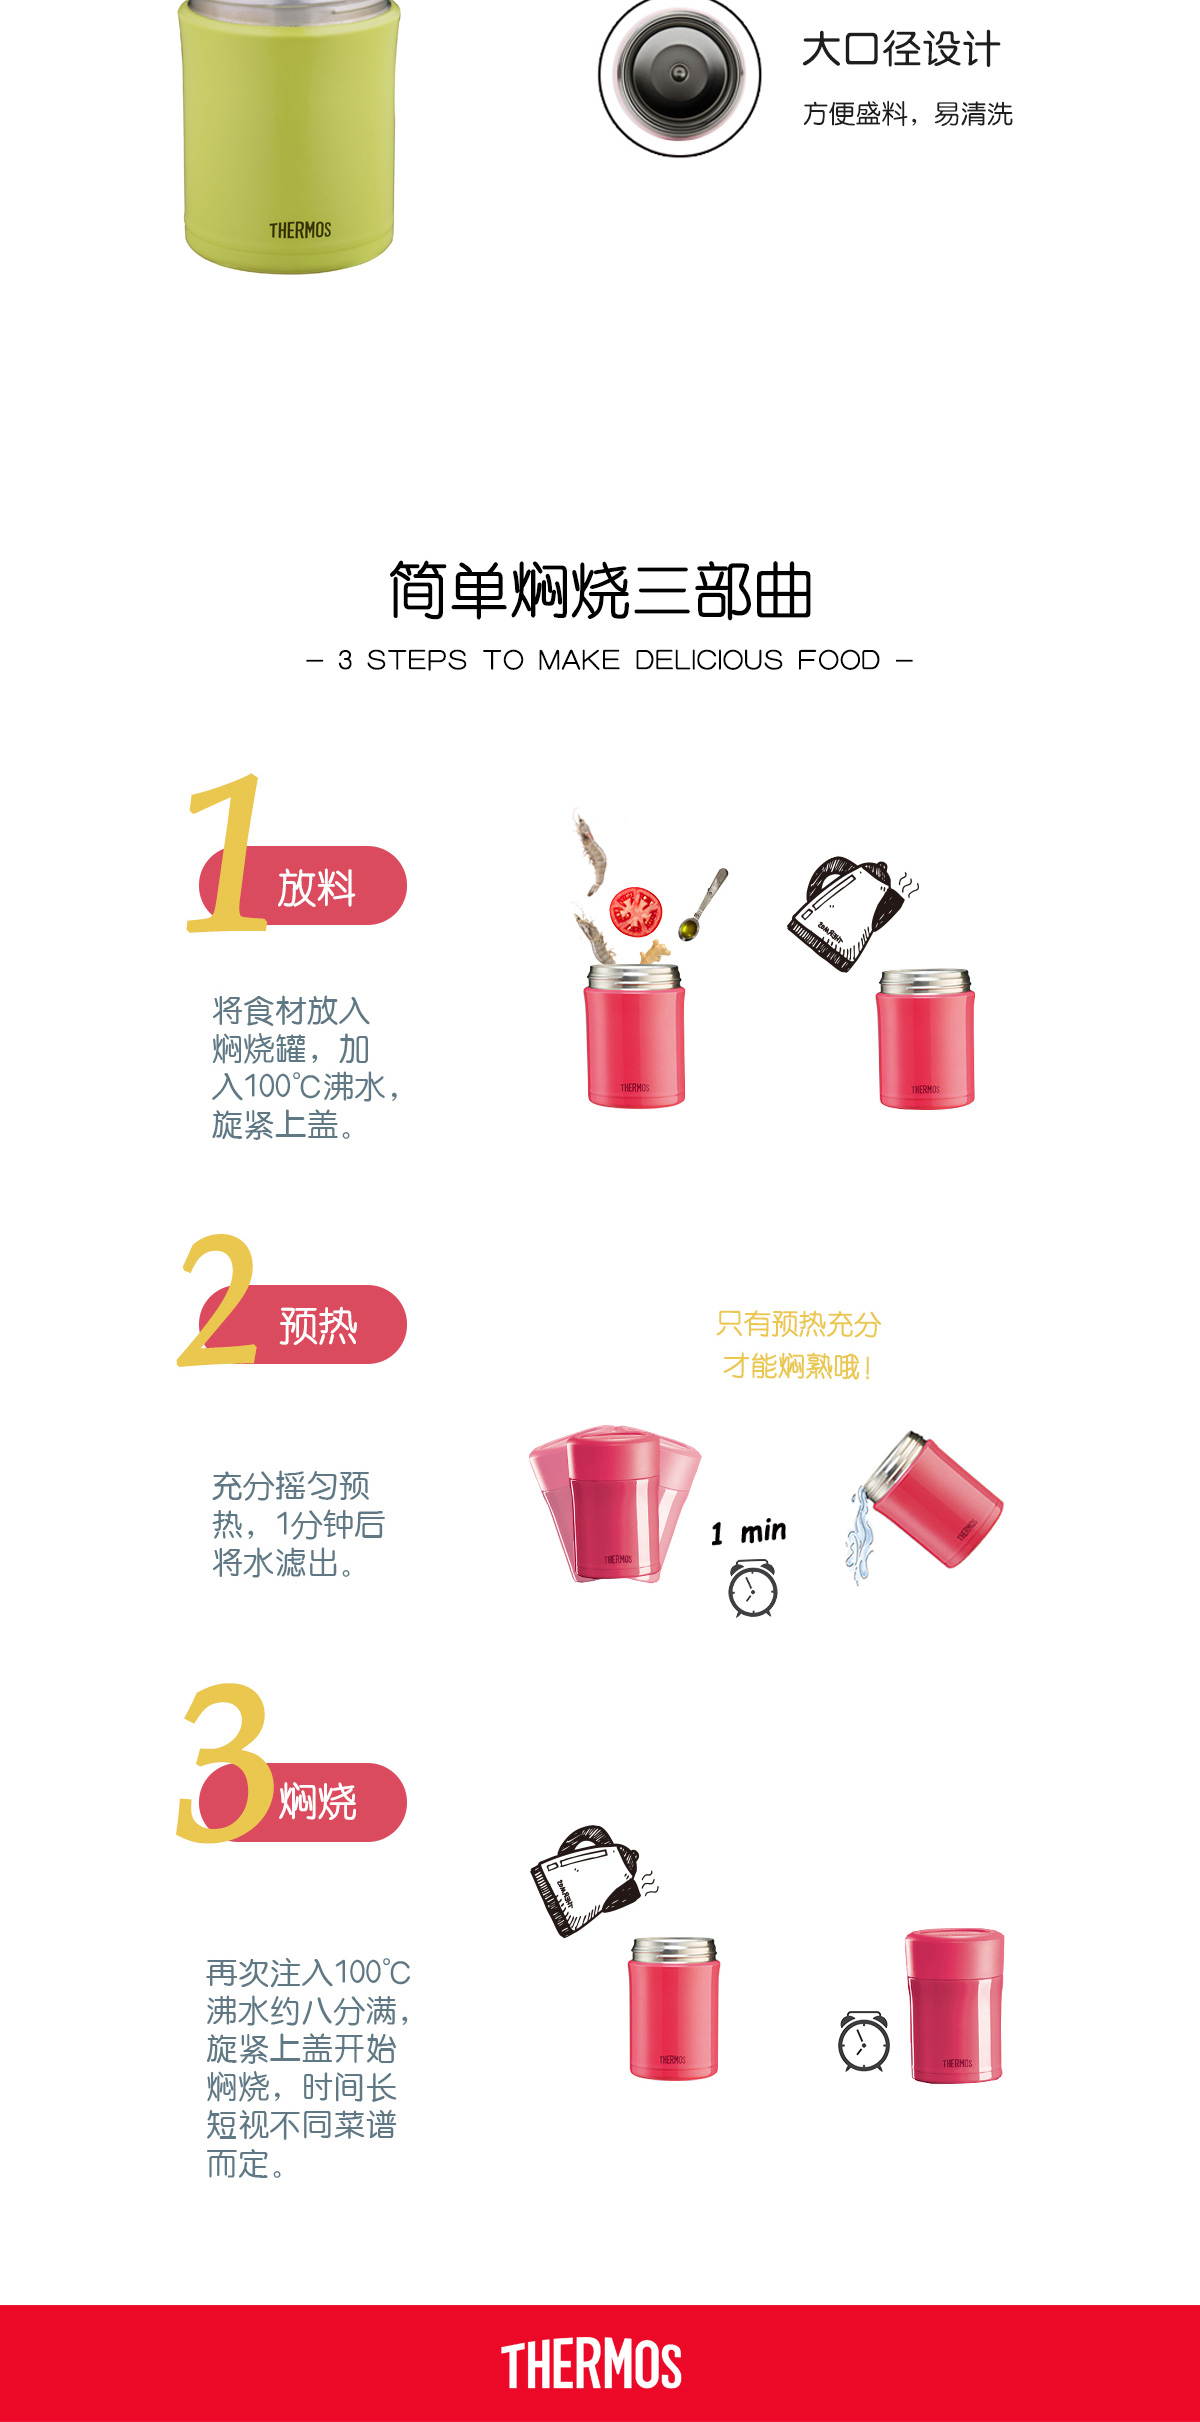 大口径设计
方便盛料，易清洗
THERMOS
简单焖烧三部曲
– 3 STEPS TO MAKE DELICIOUS FOOD –
1
放料
将食材放入
焖烧罐，加
入100℃沸水，
旋紧上盖。
THERMOS
THERMOS
2
预热
只有预热充分
才能焖熟哦！
充分摇匀预
热，1分钟后
将水滤出。
THERMOS
1 min
THERMOS
3
焖烧
再次注入100℃
沸水约八分满，
旋紧上盖开始
焖烧，时间长
短视不同菜谱
而定。
THERMOS
THERMOS
THERMOS